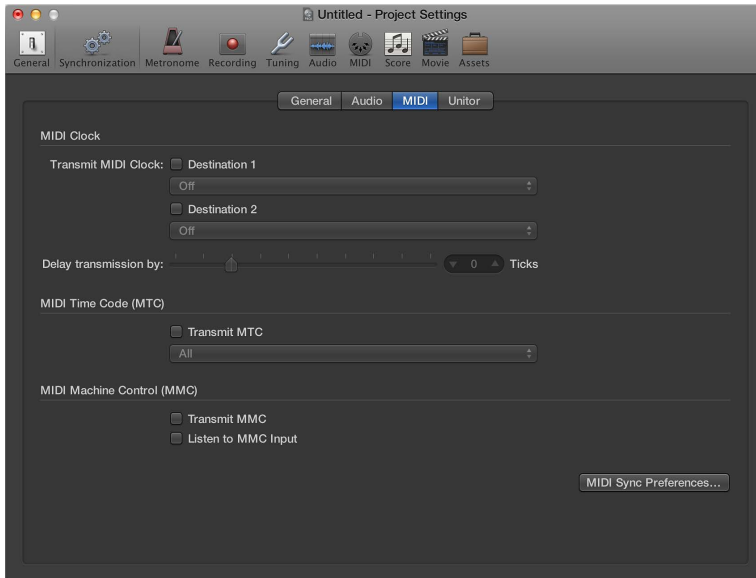 Untitled - Project Settings
General Synchronization Metronome Recording Tuning Audio MIDI Score Movie Assets
General Audio MIDI Unitor
MIDI Clock
Transmit MIDI Clock: Destination 1
Off
Destination 2
Off
Delay transmission by: 0 Ticks
MIDI Time Code (MTC)
Transmit MTC
All
MIDI Machine Control (MMC)
Transmit MMC
Listen to MMC Input
MIDI Sync Preferences...